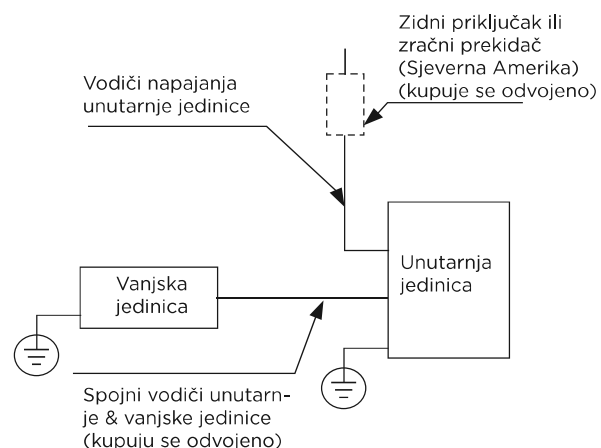 Zidni priključak ili
zračni prekidač
(Sjeverna Amerika)
(kupuje se odvojeno)
Vodiči napajanja
unutarnje jedinice
Unutarnja
jedinica
Vanjska
jedinica
Spojni vodiči unutarn-
je & vanjske jedinice
(kupuju se odvojeno)